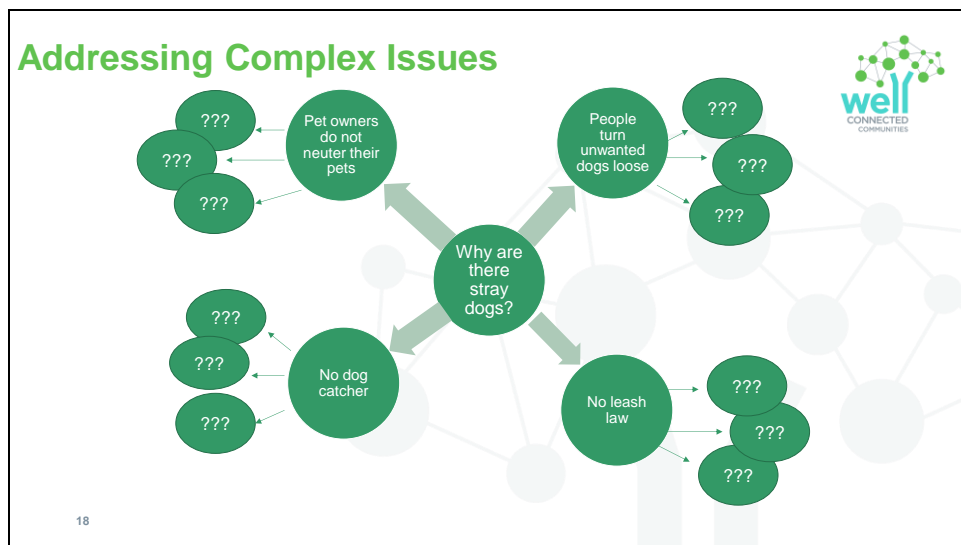 Addressing Complex Issues
well
CONNECTED
COMMUNITIES
???
???
???
Pet owners
do not
neuter their
pets
People
turn
unwanted
dogs loose
???
???
???
Why are
there
stray
dogs?
???
???
???
No dog
catcher
No leash
law
???
???
???
18